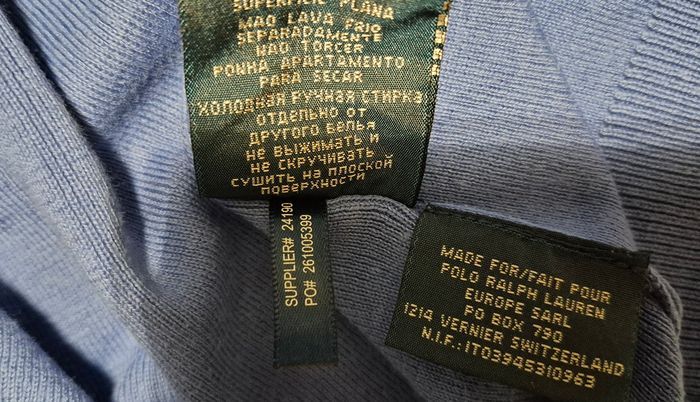 SUPERFICIE PLANA
MAO LAVA FRIO
SEPARADAMENTE
NAO TORCER
PONHA APARTAMENTO
PARA SECAR
ХОЛОДНАЯ РУЧНАЯ СТИРКА
ОТДЕЛЬНО ОТ
ДРУГОГО БЕЛЬЯ
НЕ ВЫЖИМАТЬ И
НЕ СКРУЧИВАТЬ
СУШИТЬ НА ПЛОСКОЙ
ПОВЕРХНОСТИ
SUPPLIER# 24190
PO# 261005399
MADE FOR/FAIT POUR
POLO RALPH LAUREN
EUROPE SARL
PO BOX 790
1214 VERNIER SWITZERLAND
N.I.F.:IT03945310963